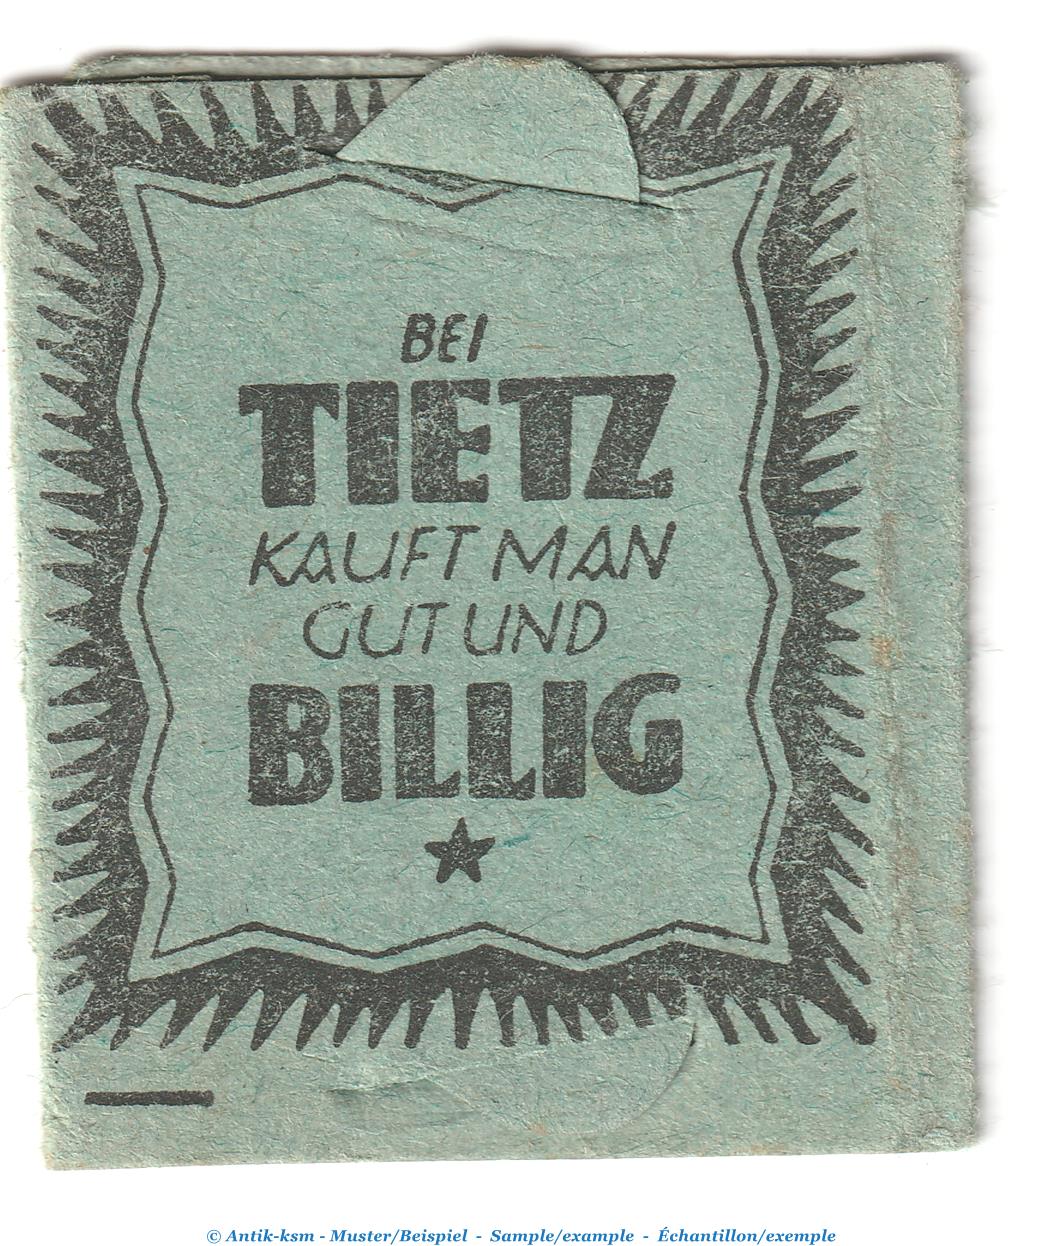 BEI
TIETZ
KAUFT MAN
GUT UND
BILLIG
© Antik-ksm - Muster/Beispiel - Sample/example - Échantillon/exemple